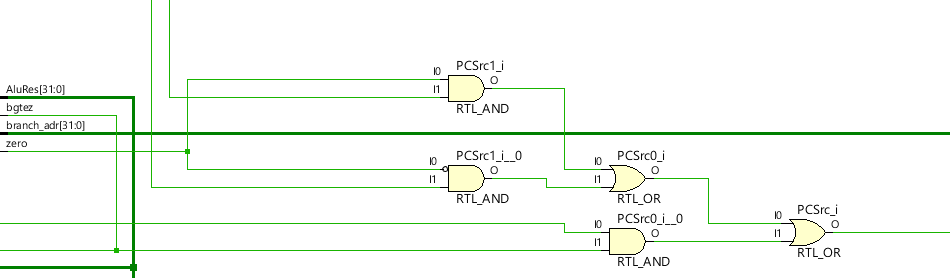 PCSrc1_i
I0
O
I1
RTL_AND
AluRes[31:0]
bgtez
branch_adr[31:0]
zero
PCSrc1_i__0
I0
O
I1
RTL_AND
PCSrc0_i
I0
O
I1
RTL_OR
PCSrc0_i__0
I0
O
I1
RTL_AND
PCSrc_i
I0
O
I1
RTL_OR